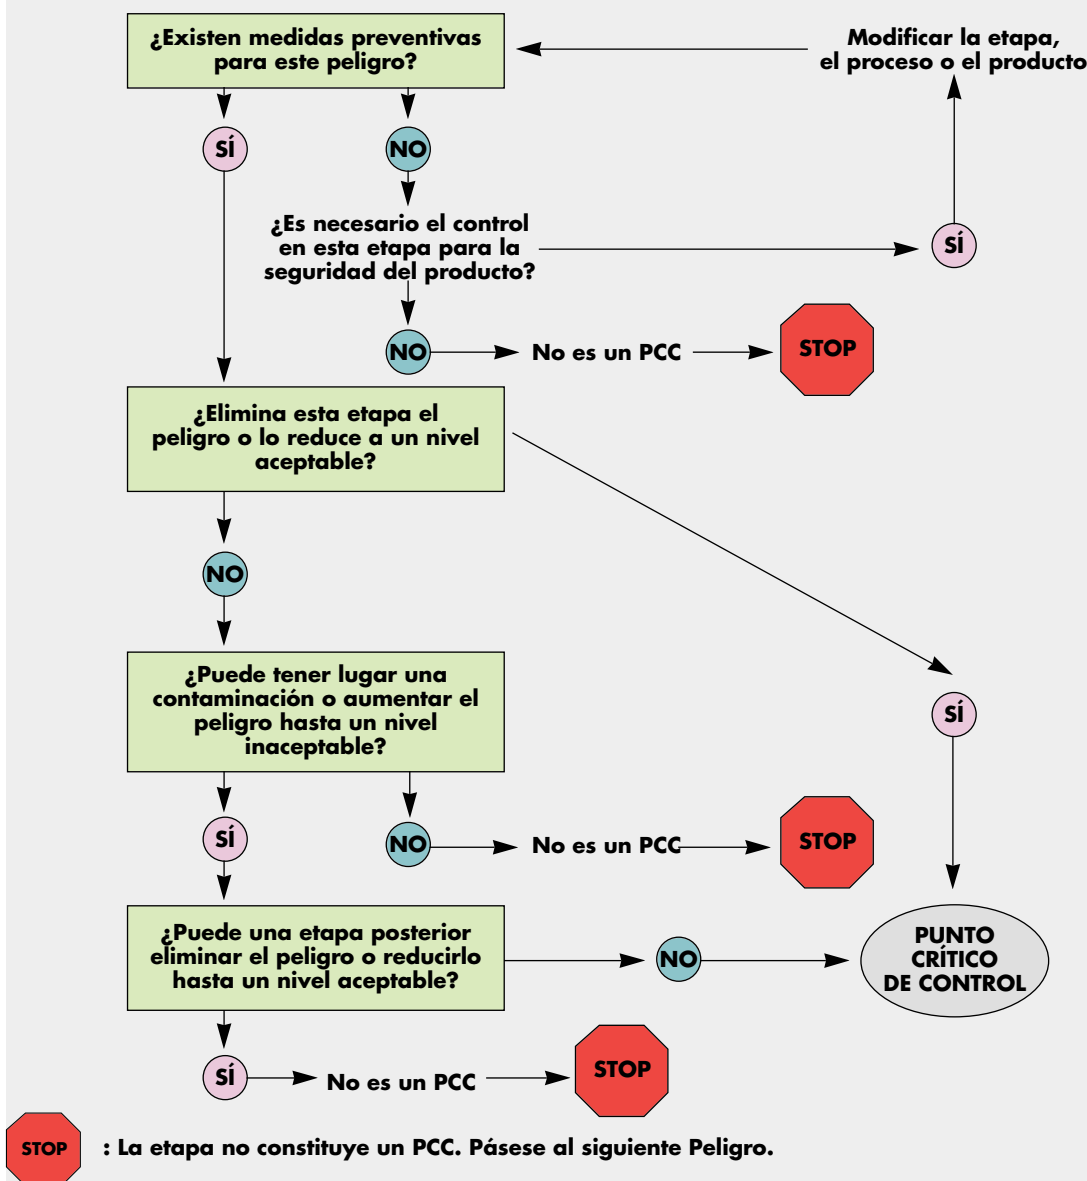 ¿Existen medidas preventivas
para este peligro?
Modificar la etapa,
el proceso o el producto
SÍ
NO
¿Es necesario el control
en esta etapa para la
seguridad del producto?
SÍ
NO
No es un PCC
STOP
¿Elimina esta etapa el
peligro o lo reduce a un nivel
aceptable?
NO
¿Puede tener lugar una
contaminación o aumentar el
peligro hasta un nivel
inaceptable?
SÍ
SÍ
NO
No es un PCC
STOP
¿Puede una etapa posterior
eliminar el peligro o reducirlo
hasta un nivel aceptable?
NO
PUNTO
CRÍTICO
DE CONTROL
SÍ
No es un PCC
STOP
STOP
: La etapa no constituye un PCC. Pásese al siguiente Peligro.